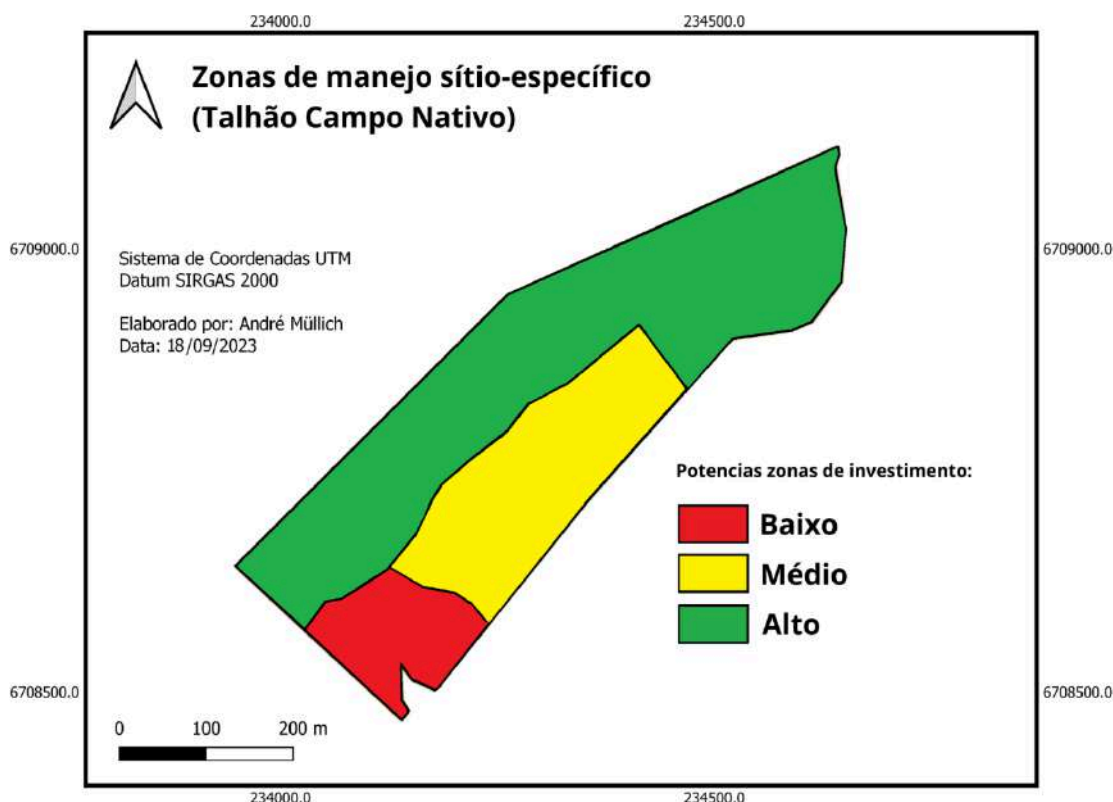 234000.0 234500.0
Zonas de manejo sítio-específico
(Talhão Campo Nativo)
6709000.0 6709000.0
Sistema de Coordenadas UTM
Datum SIRGAS 2000
Elaborado por: André Müllich
Data: 18/09/2023
Potencias zonas de investimento:
Baixo
Médio
Alto
6708500.0 6708500.0
0 100 200 m
234000.0 234500.0